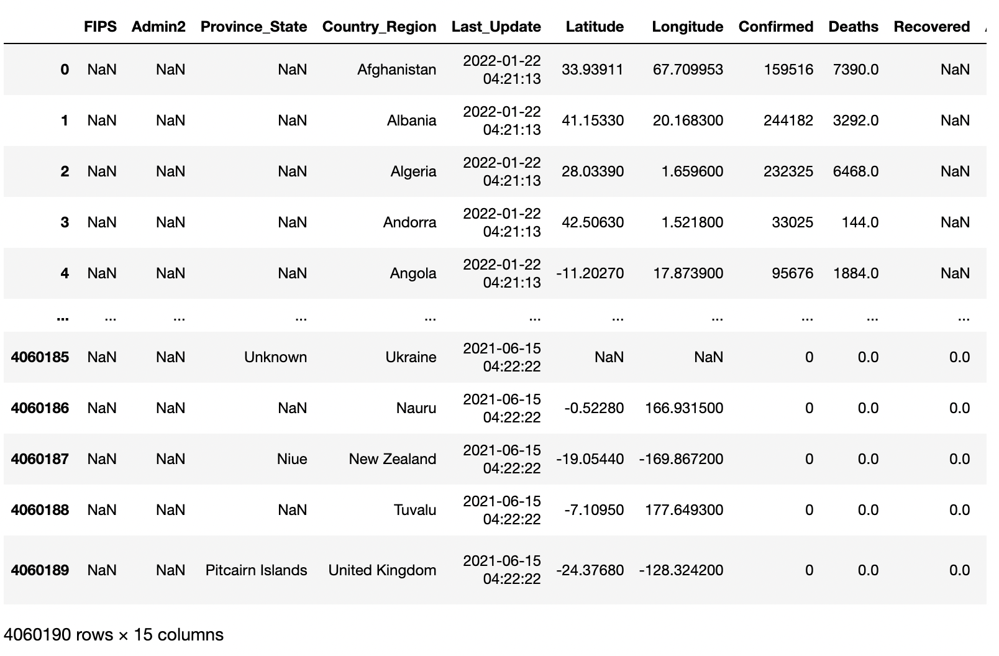 FIPS Admin2 Province_State Country_Region Last_Update Latitude Longitude Confirmed Deaths Recovered
0 NaN NaN NaN Afghanistan 2022-01-22 04:21:13 33.93911 67.709953 159516 7390.0 NaN
1 NaN NaN NaN Albania 2022-01-22 04:21:13 41.15330 20.168300 244182 3292.0 NaN
2 NaN NaN NaN Algeria 2022-01-22 04:21:13 28.03390 1.659600 232325 6468.0 NaN
3 NaN NaN NaN Andorra 2022-01-22 04:21:13 42.50630 1.521800 33025 144.0 NaN
4 NaN NaN NaN Angola 2022-01-22 04:21:13 -11.20270 17.873900 95676 1884.0 NaN
... ... ... ... ... ... ... ... ... ... ...
4060185 NaN NaN Unknown Ukraine 2021-06-15 04:22:22 NaN NaN 0 0.0 0.0
4060186 NaN NaN NaN Nauru 2021-06-15 04:22:22 -0.52280 166.931500 0 0.0 0.0
4060187 NaN NaN Niue New Zealand 2021-06-15 04:22:22 -19.05440 -169.867200 0 0.0 0.0
4060188 NaN NaN NaN Tuvalu 2021-06-15 04:22:22 -7.10950 177.649300 0 0.0 0.0
4060189 NaN NaN Pitcairn Islands United Kingdom 2021-06-15 04:22:22 -24.37680 -128.324200 0 0.0 0.0
4060190 rows × 15 columns